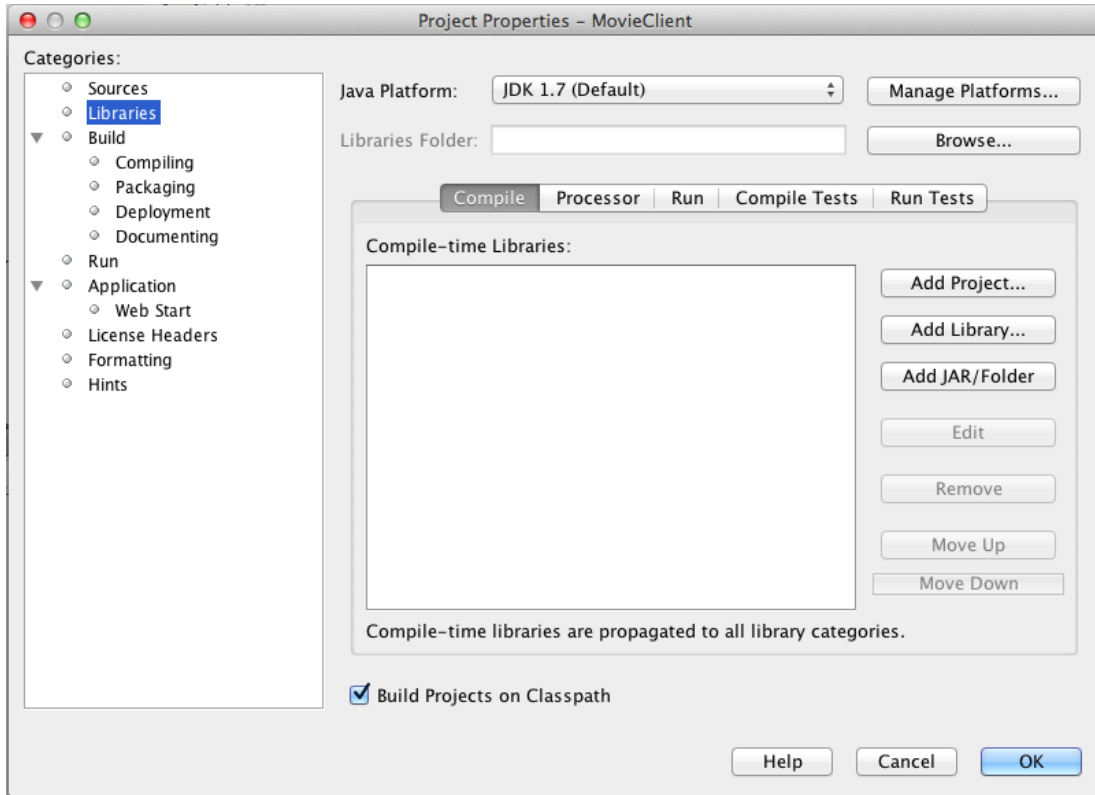 Project Properties – MovieClient
Categories:
Sources
Libraries
Build
Compiling
Packaging
Deployment
Documenting
Run
Application
Web Start
License Headers
Formatting
Hints
Java Platform: JDK 1.7 (Default) Manage Platforms...
Libraries Folder: Browse...
Compile Processor Run Compile Tests Run Tests
Compile-time Libraries:
Add Project...
Add Library...
Add JAR/Folder
Edit
Remove
Move Up
Move Down
Compile-time libraries are propagated to all library categories.
Build Projects on Classpath
Help Cancel OK